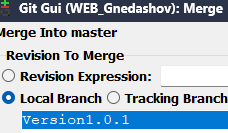 Git Gui (WEB_Gnedashov): Merge
Merge Into master
Revision To Merge
Revision Expression:
Local Branch Tracking Branch
Version1.0.1